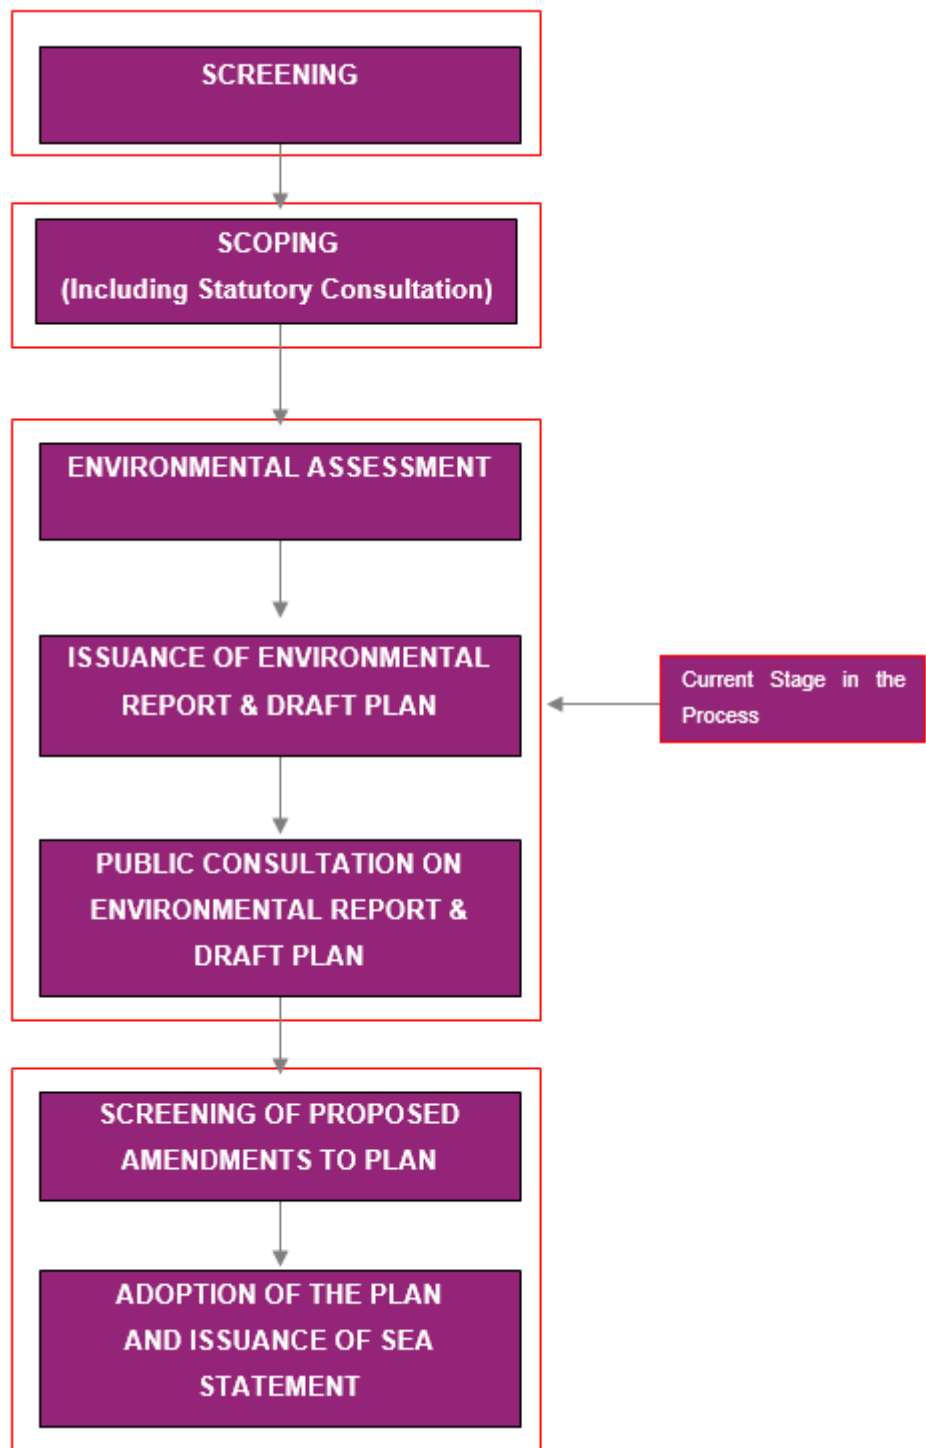 SCREENING
SCOPING
(Including Statutory Consultation)
ENVIRONMENTAL ASSESSMENT
ISSUANCE OF ENVIRONMENTAL
REPORT & DRAFT PLAN
Current Stage in the
Process
PUBLIC CONSULTATION ON
ENVIRONMENTAL REPORT &
DRAFT PLAN
SCREENING OF PROPOSED
AMENDMENTS TO PLAN
ADOPTION OF THE PLAN
AND ISSUANCE OF SEA
STATEMENT